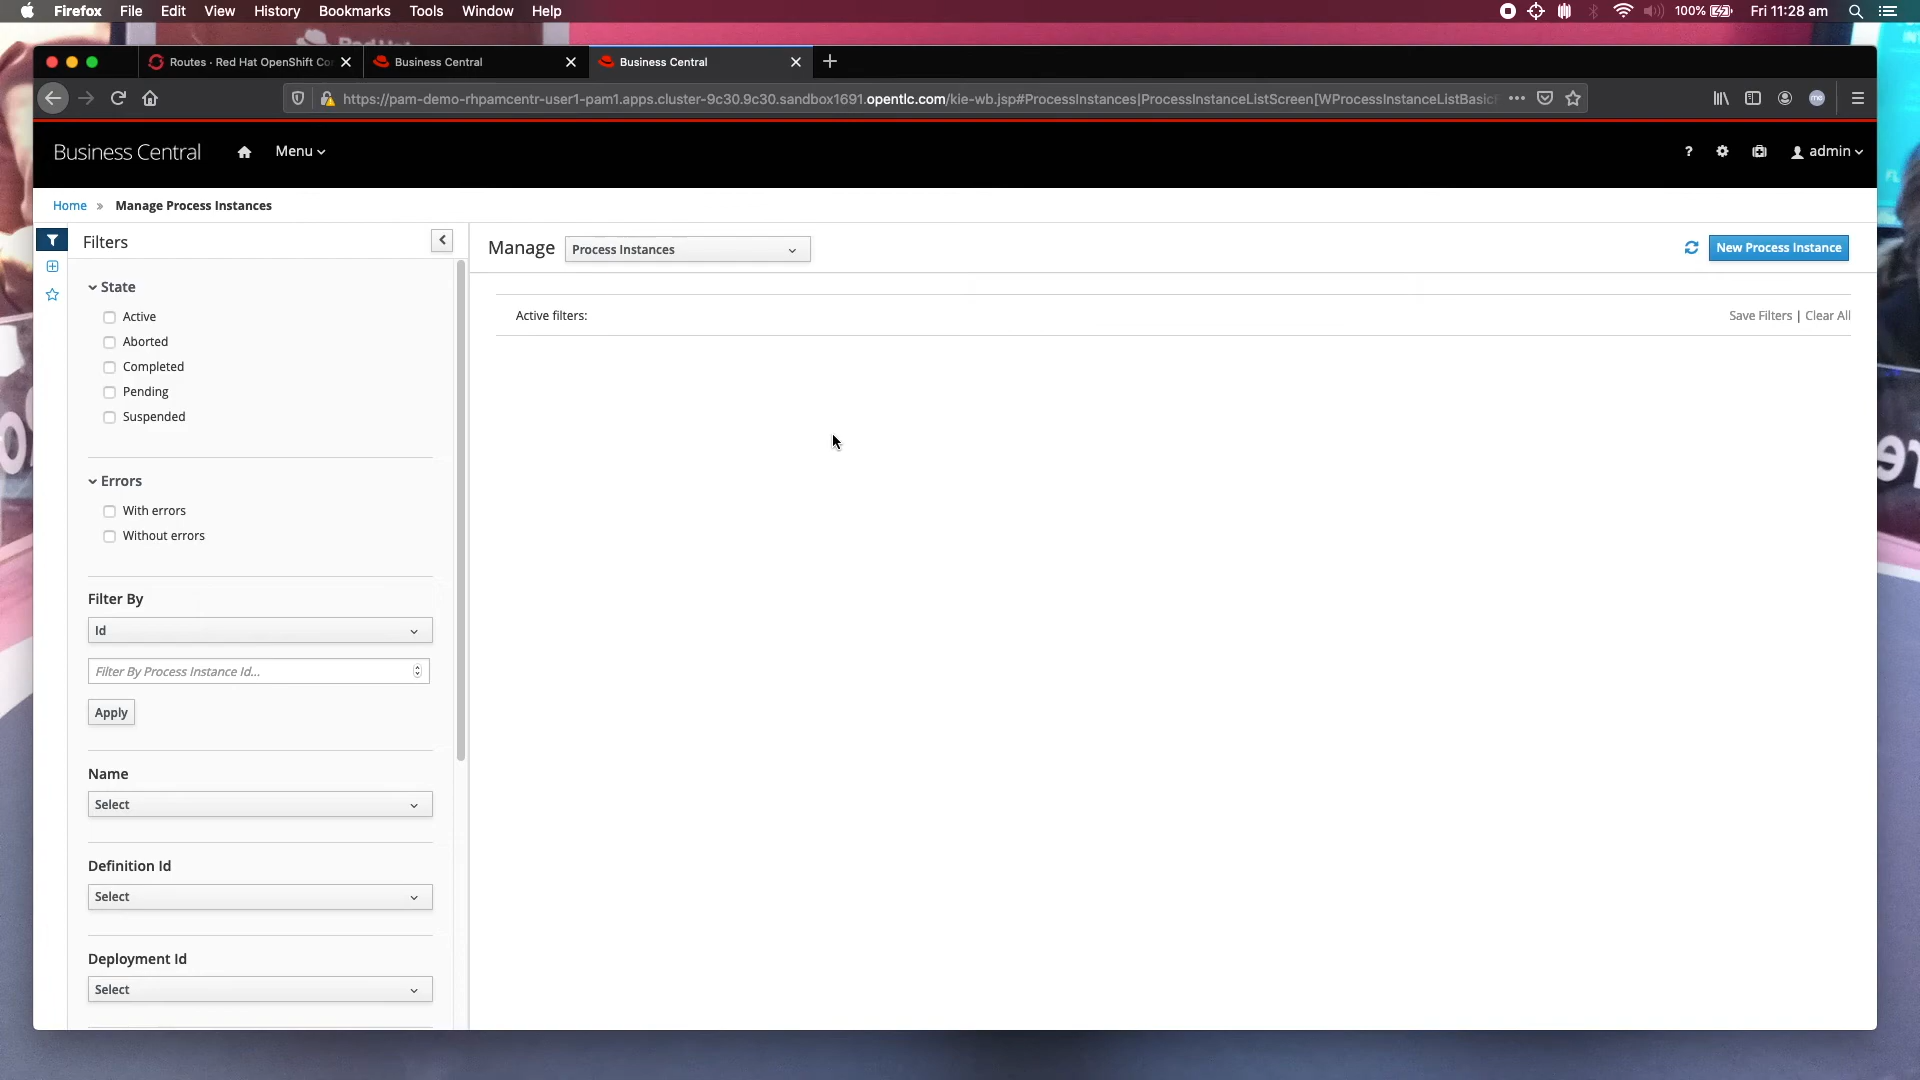 Firefox File Edit View History Bookmarks Tools Window Help 100% Fri 11:28 am
Routes · Red Hat OpenShift Co
Business Central
Business Central
https://pam-demo-rhpamcentr-user1-pam1.apps.cluster-9c30.9c30.sandbox1691.opentlc.com/kie-wb.jsp#ProcessInstances|ProcessInstanceListScreen[WProcessInstanceListBasicF
Business Central Menu ? admin
Home » Manage Process Instances
Filters
Manage Process Instances New Process Instance
State
Active
Aborted
Completed
Pending
Suspended
Active filters: Save Filters | Clear All
Errors
With errors
Without errors
Filter By
Id
Filter By Process Instance Id...
Apply
Name
Select
Definition Id
Select
Deployment Id
Select